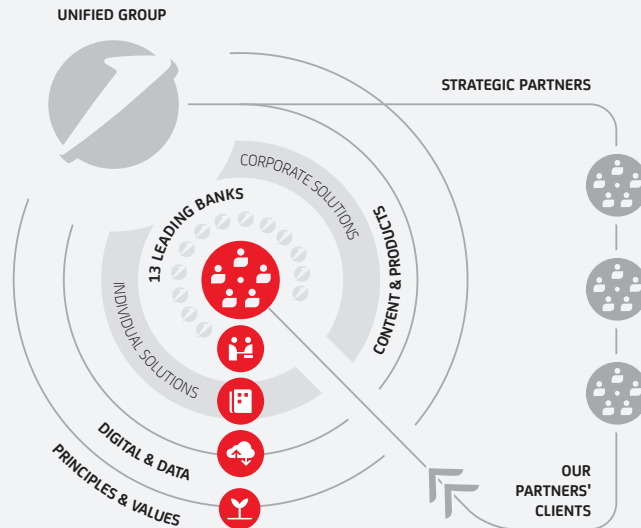 UNIFIED GROUP
STRATEGIC PARTNERS
CORPORATE SOLUTIONS
13 LEADING BANKS
CONTENT & PRODUCTS
INDIVIDUAL SOLUTIONS
DIGITAL & DATA
PRINCIPLES & VALUES
OUR
PARTNERS'
CLIENTS